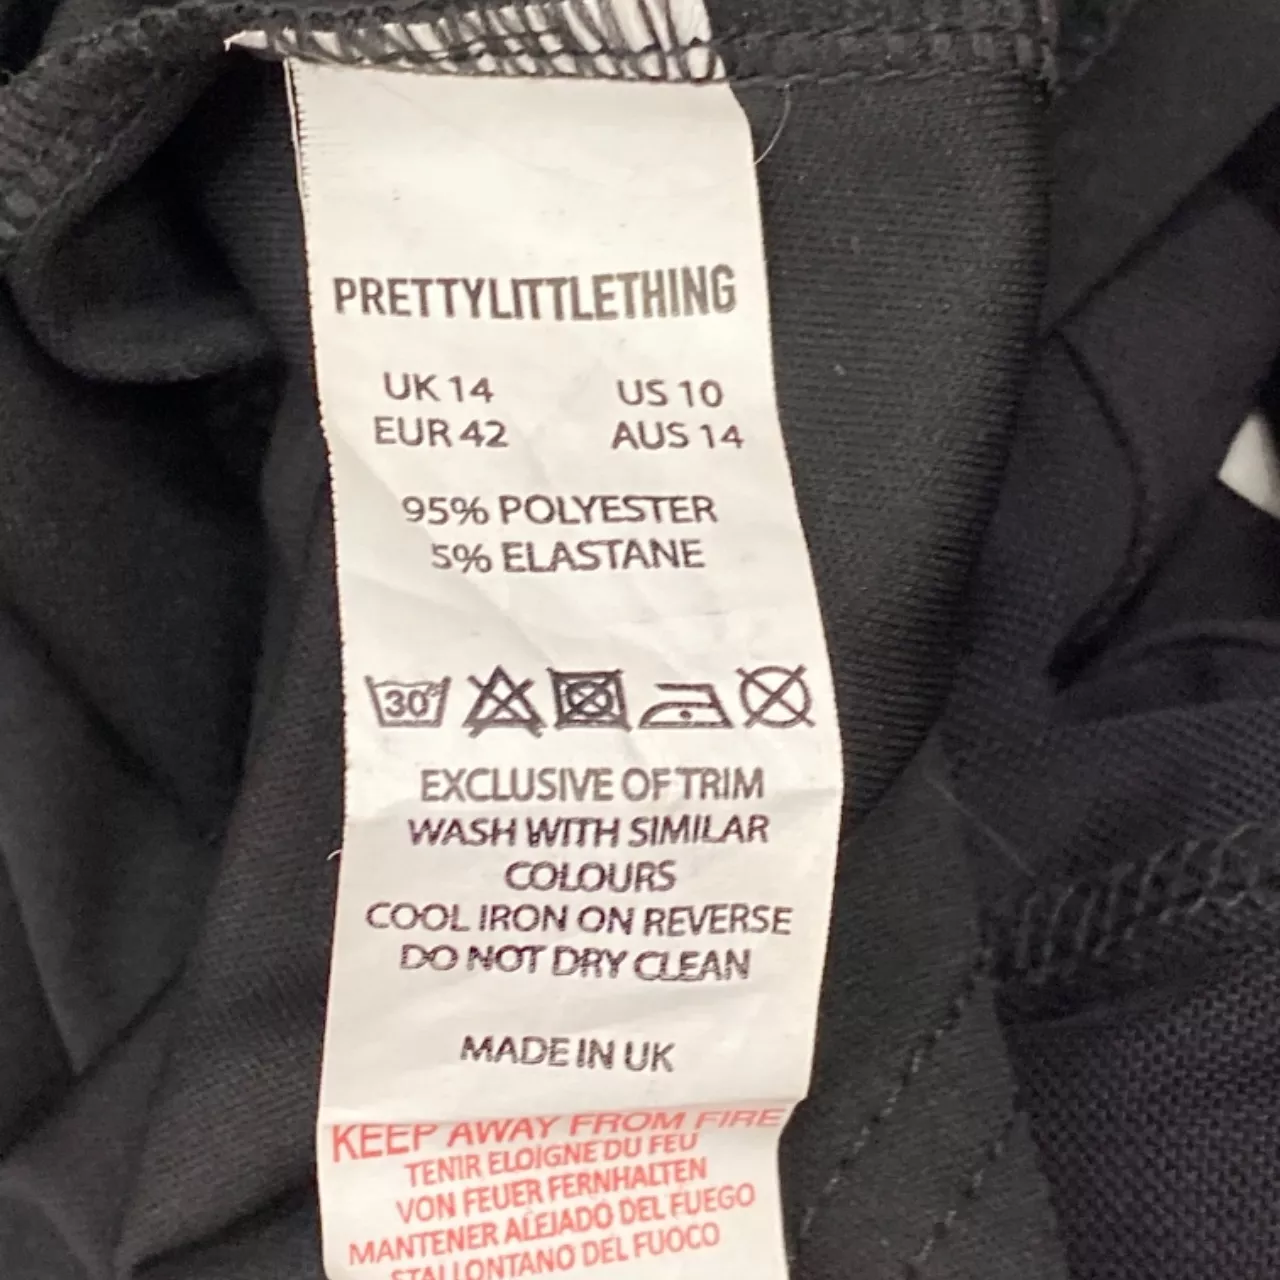 PRETTYLITTLETHING
UK 14 US 10
EUR 42 AUS 14
95% POLYESTER
5% ELASTANE
30°
EXCLUSIVE OF TRIM
WASH WITH SIMILAR
COLOURS
COOL IRON ON REVERSE
DO NOT DRY CLEAN
MADE IN UK
KEEP AWAY FROM FIRE
TENIR ELOIGNE DU FEU
VON FEUER FERNHALTEN
MANTENER ALEJADO DEL FUEGO
STALLONTANO DEL FUOCO